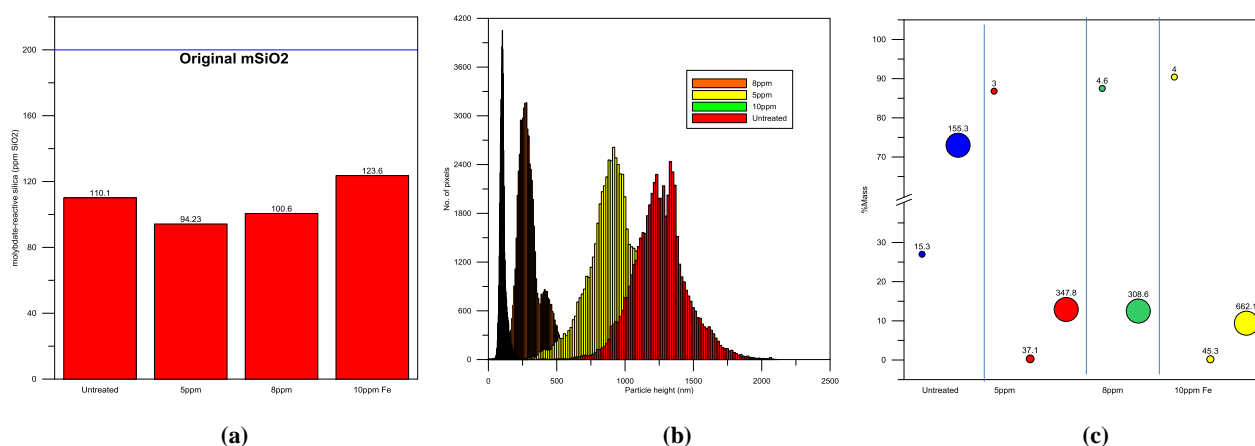 200
Original mSiO2
160
120
80
40
0
molybdate-reactive silica (ppm SiO2)
110.1
94.23
100.6
123.6
Untreated
5ppm
8ppm
10ppm Fe
(a)
4200
3600
3000
2400
1800
1200
600
0
No. of pixels
8ppm
5ppm
10ppm
Untreated
0
500
1000
1500
2000
2500
Particle height (nm)
(b)
100
90
80
70
30
20
10
0
%Mass
15.3
155.3
3
37.1
347.8
4.6
308.6
4
45.3
662.1
Untreated
5ppm
8ppm
10ppm Fe
(c)